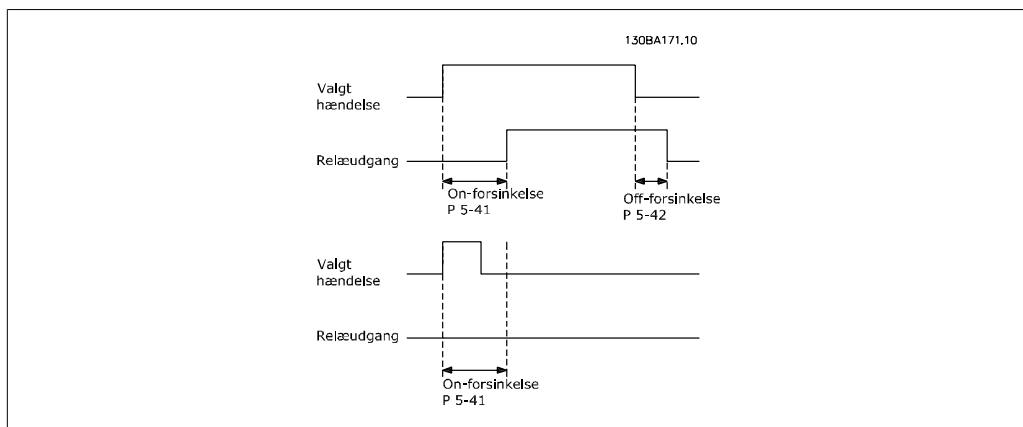 130BA171.10
Valgt
hændelse
Relæudgang
On-forsinkelse
P 5-41
Off-forsinkelse
P 5-42
Valgt
hændelse
Relæudgang
On-forsinkelse
P 5-41